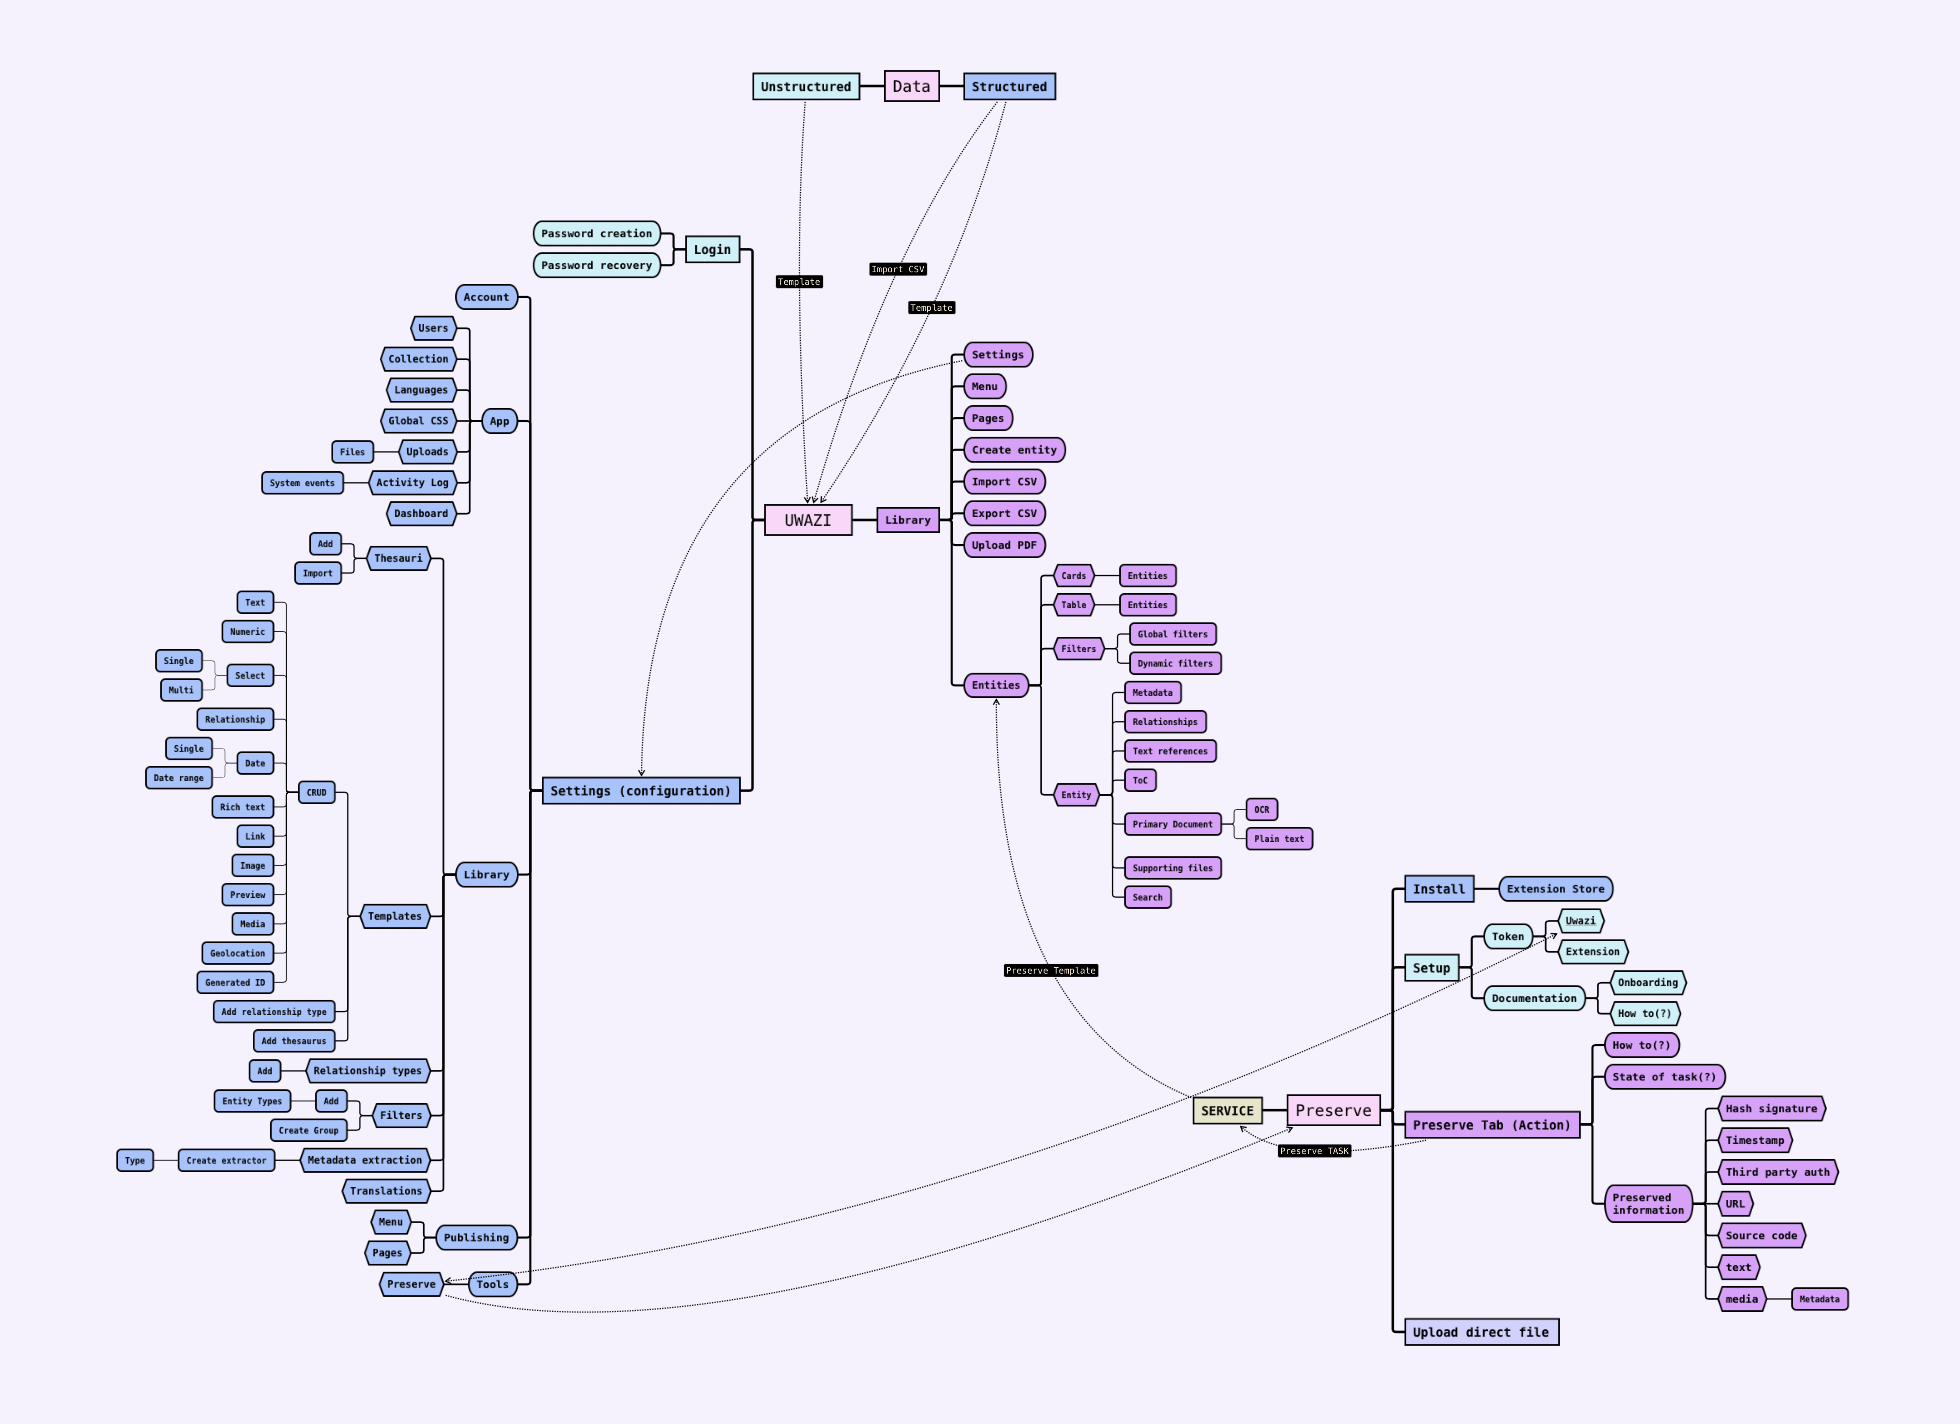 Unstructured
Data
Structured
Template
Import CSV
Template
Login
Password creation
Password recovery
Account
Users
Collection
Languages
Global CSS
App
Uploads
Files
Activity Log
System events
Dashboard
Thesauri
Add
Import
Text
Numeric
Select
Single
Multi
Relationship
Date
Single
Date range
CRUD
Rich text
Link
Image
Preview
Media
Geolocation
Generated ID
Templates
Add relationship type
Add thesaurus
Relationship types
Add
Filters
Add
Entity Types
Create Group
Metadata extraction
Create extractor
Type
Translations
Library
Publishing
Menu
Pages
Tools
Preserve
Settings (configuration)
UWAZI
Library
Settings
Menu
Pages
Create entity
Import CSV
Export CSV
Upload PDF
Entities
Cards
Entities
Table
Entities
Filters
Global filters
Dynamic filters
Entity
Metadata
Relationships
Text references
ToC
Primary Document
OCR
Plain text
Supporting files
Search
Preserve Template
SERVICE
Preserve
Preserve TASK
Install
Extension Store
Setup
Token
Uwazi
Extension
Documentation
Onboarding
How to(?)
Preserve Tab (Action)
How to(?)
State of task(?)
Preserved
information
Hash signature
Timestamp
Third party auth
URL
Source code
text
media
Metadata
Upload direct file